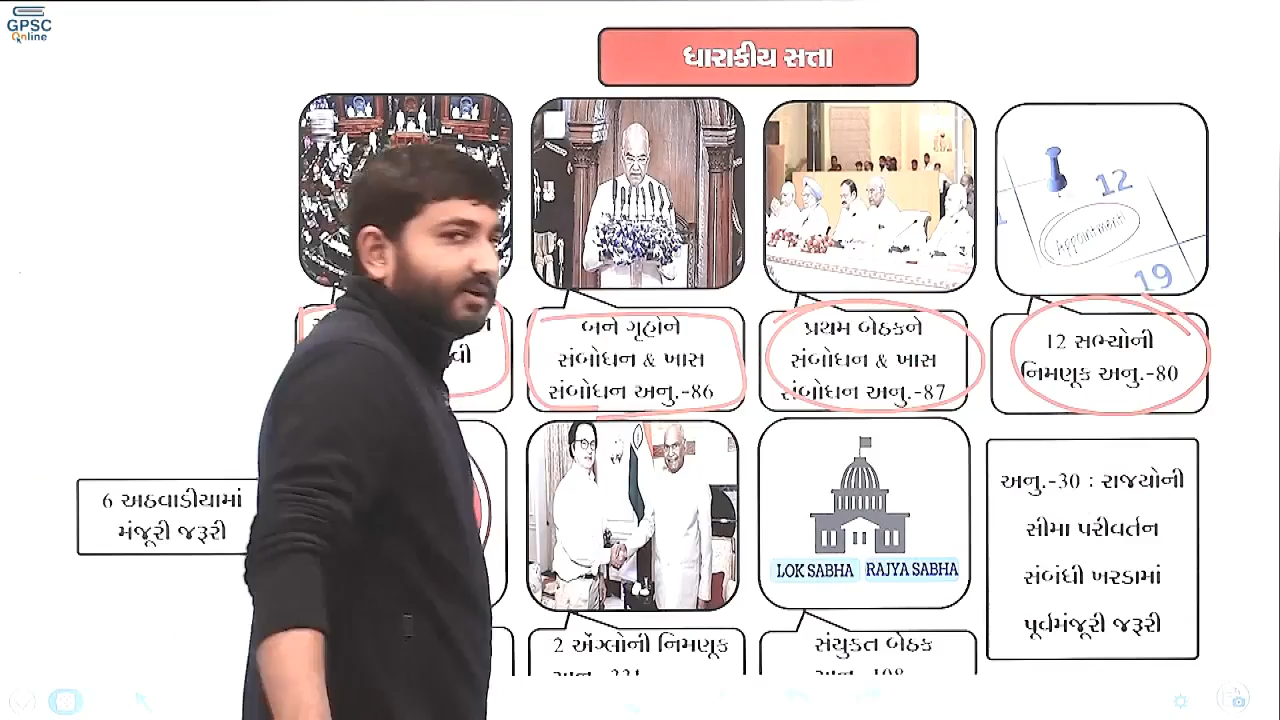 GPSC
Online
ધારાકીય સત્તા
12
Appointment
19
બન્ને ગૃહોને
સંબોધન & ખાસ
સંબોધન અનુ.-86
પ્રથમ બેઠકને
સંબોધન & ખાસ
સંબોધન અનુ.-87
12 સભ્યોની
નિમણૂક અનુ.-80
6 અઠવાડીયામાં
મંજૂરી જરૂરી
LOK SABHA RAJYA SABHA
અનુ.-30 : રાજ્યોની
સીમા પરીવર્તન
સંબંધી ખરડામાં
પૂર્વમંજૂરી જરૂરી
2 એંગ્લોની નિમણૂક
સંયુક્ત બેઠક